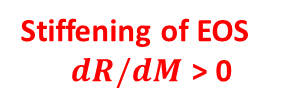 Stiffening of EOS
dR/dM > 0